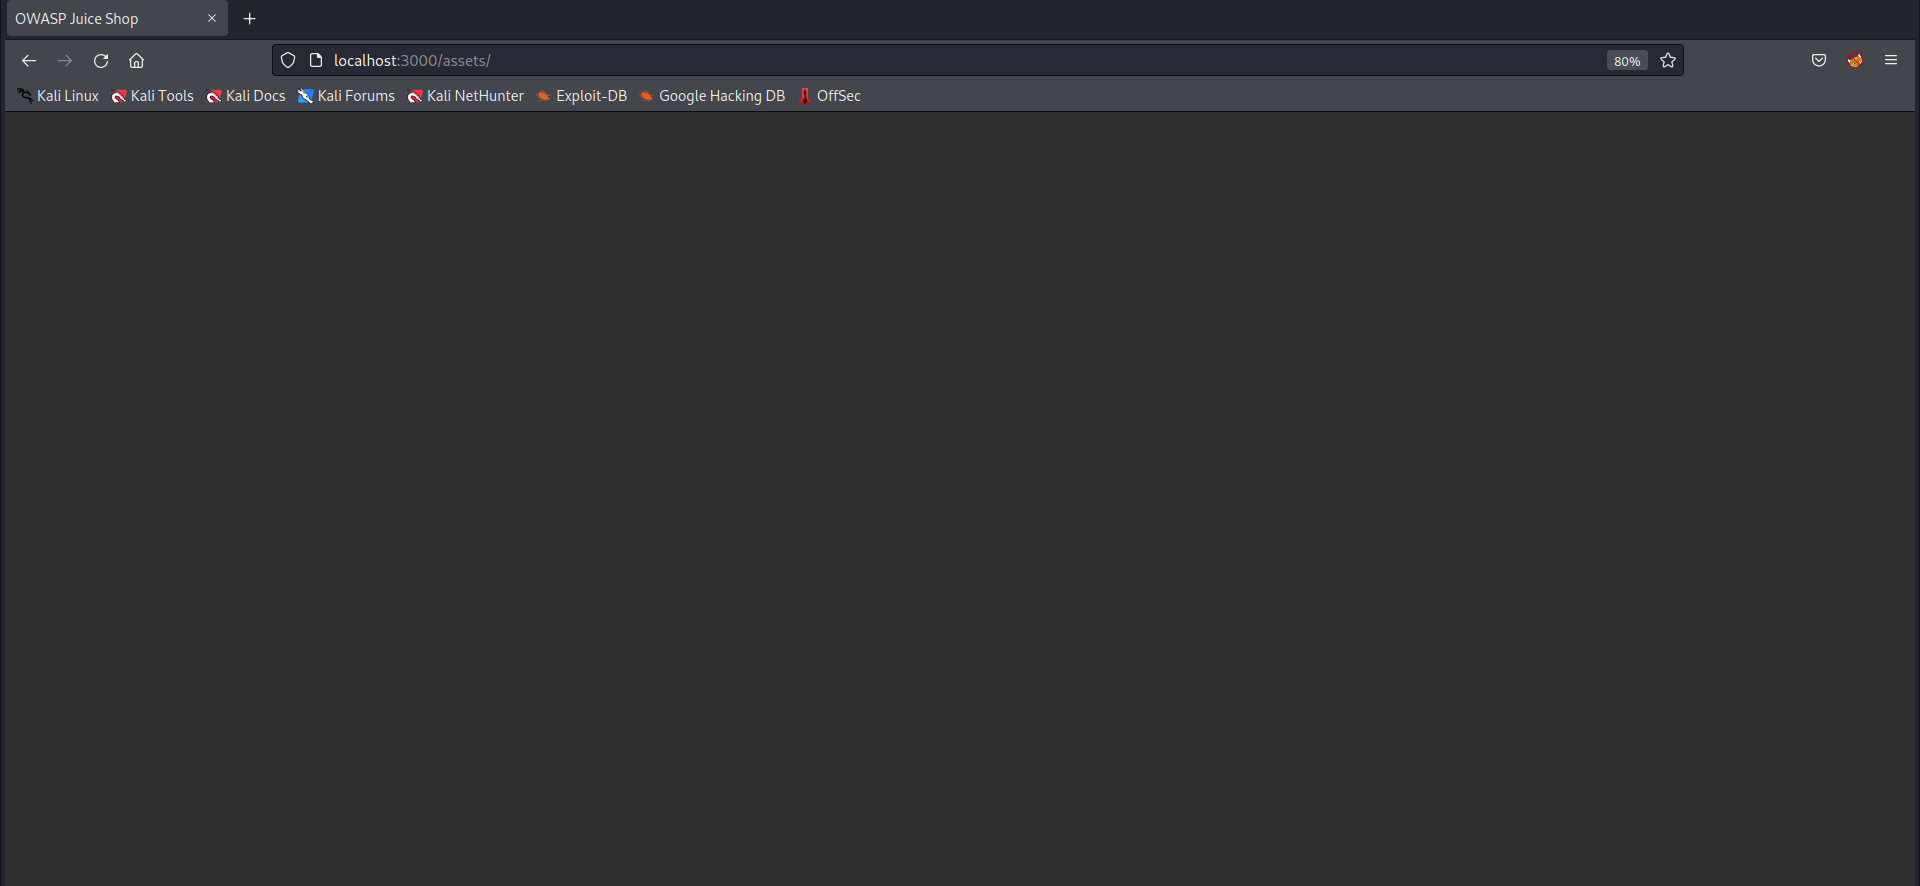 OWASP Juice Shop
localhost:3000/assets/ 80%
Kali Linux Kali Tools Kali Docs Kali Forums Kali NetHunter Exploit-DB Google Hacking DB OffSec